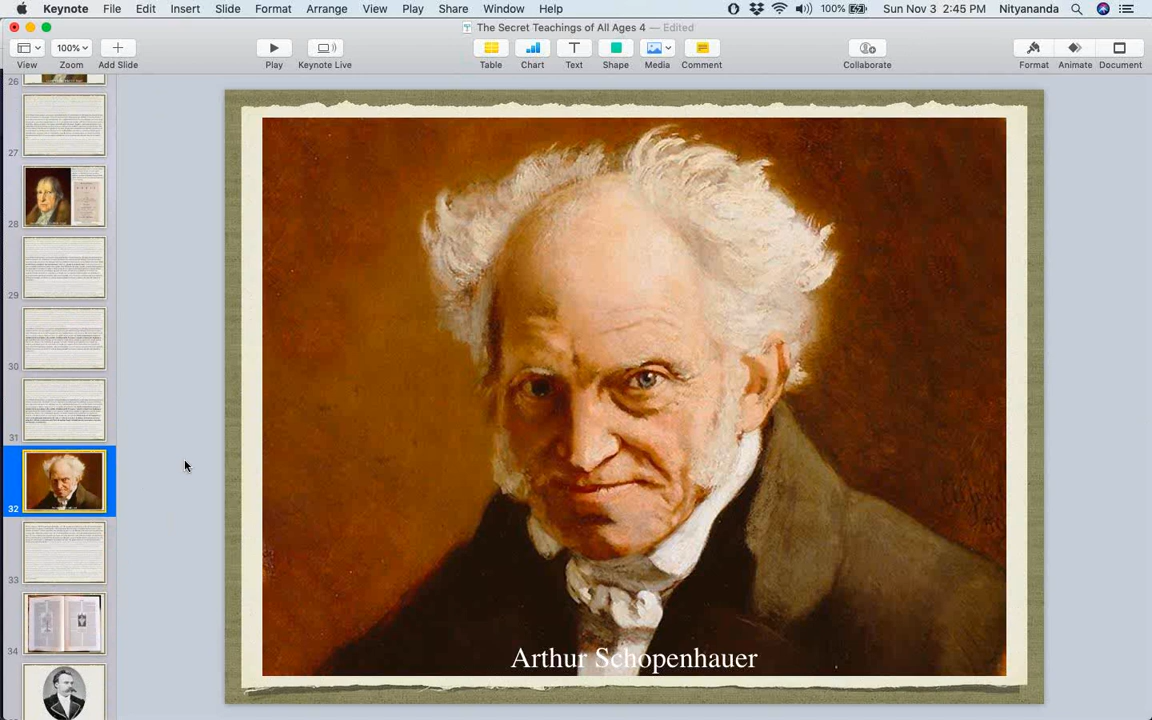 Keynote File Edit Insert Slide Format Arrange View Play Share Window Help 100% Sun Nov 3 2:45 PM Nityananda
The Secret Teachings of All Ages 4 — Edited
100%
View Zoom Add Slide Play Keynote Live Table Chart Text Shape Media Comment Collaborate Format Animate Document
26
27
28
29
30
31
32
33
34
Arthur Schopenhauer